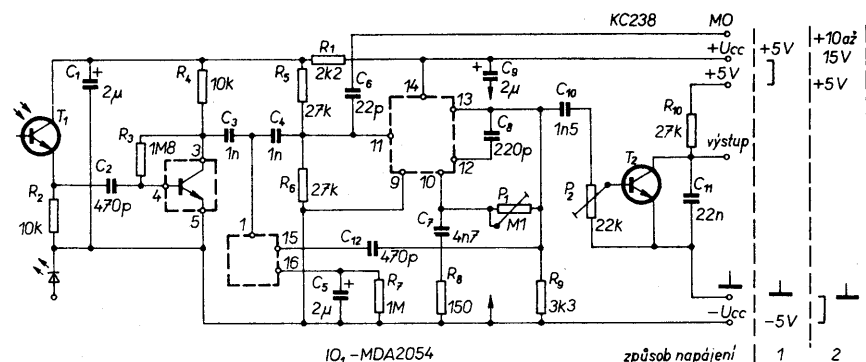 KC238 MO
+Ucc +5V +10až 15V
+5V +5V
C1 + 2µ
R4 10k
R1 2k2
R5 27k
C6 22p
+ C9 2µ
14
13
C10 1n5
R10 27k
T1
R3 1M8
C3 1n
C4 1n
11
C8 220p
12
výstup
T2
3
C2 470p
4
R2 10k
5
R6 27k
9 10
P1 M1
P2 22k
C11 22n
1
15
C12 470p
C7 4n7
16
C5 2µ +
R7 1M
R8 150
R9 3k3
-Ucc -5V
IO1-MDA2054
způsob napájení 1 2